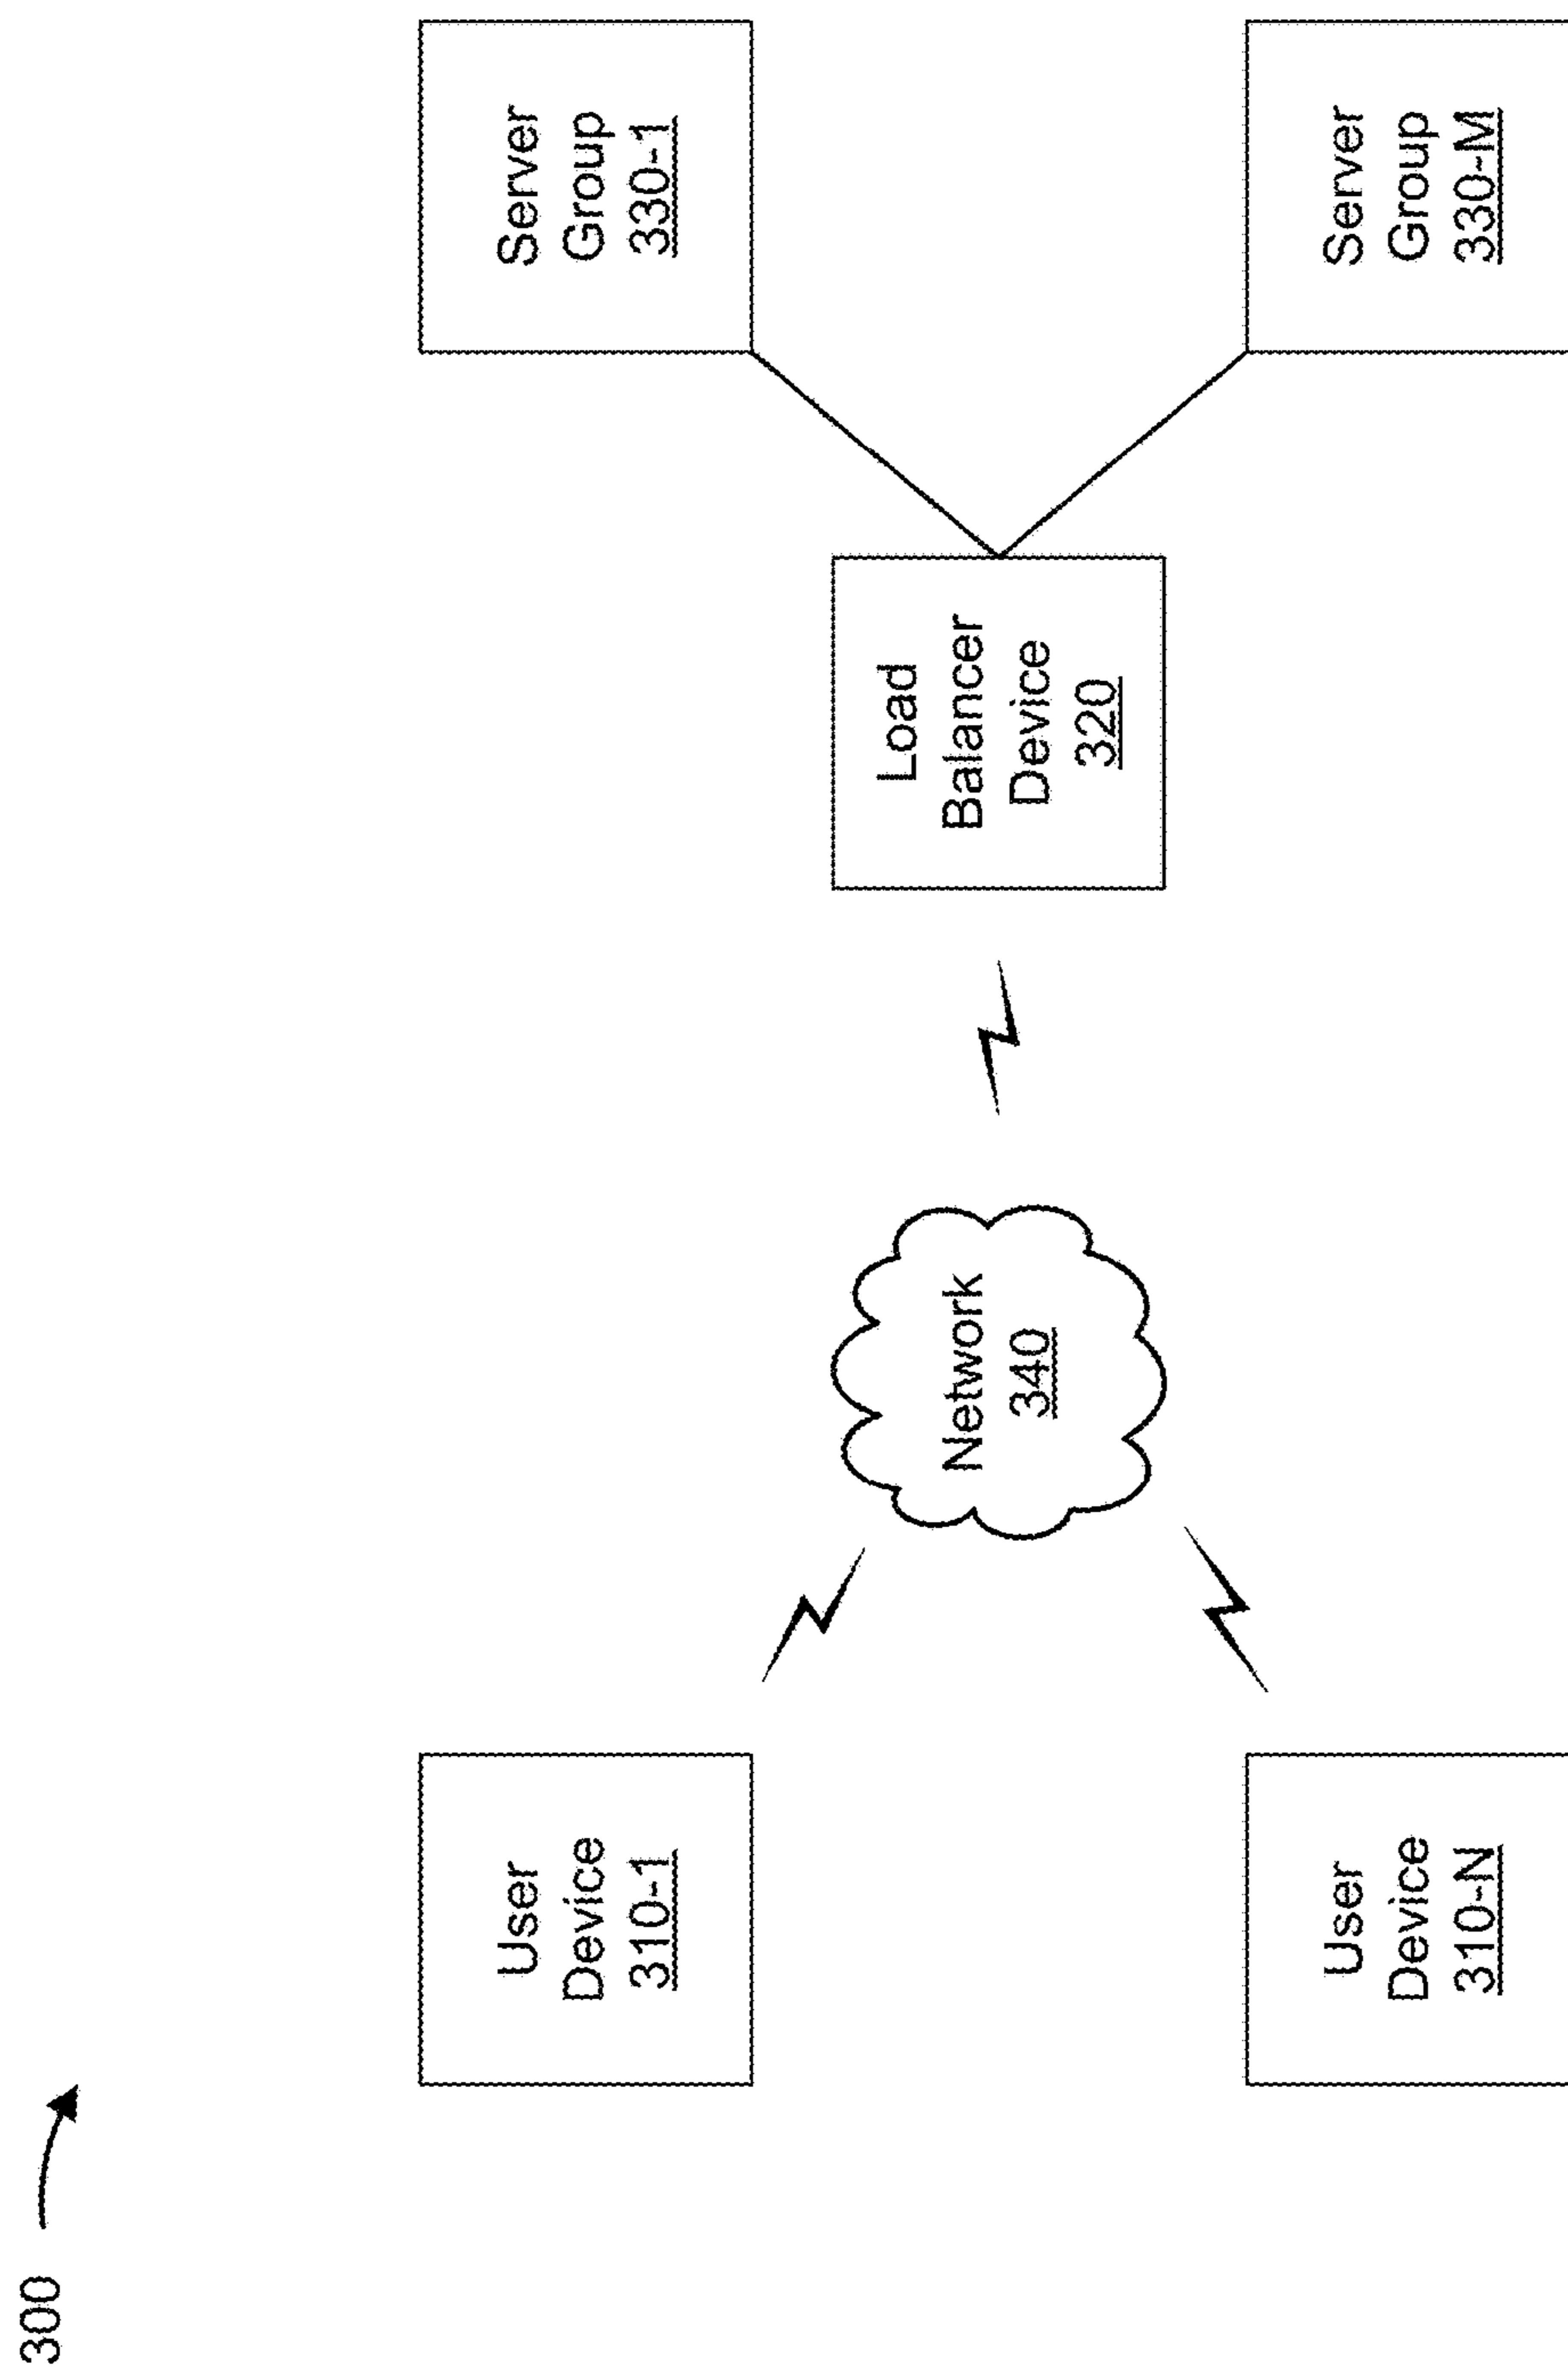 300
User
Device
310-1
User
Device
310-N
Network
340
Load
Balancer
Device
320
Server
Group
330-1
Server
Group
330-M